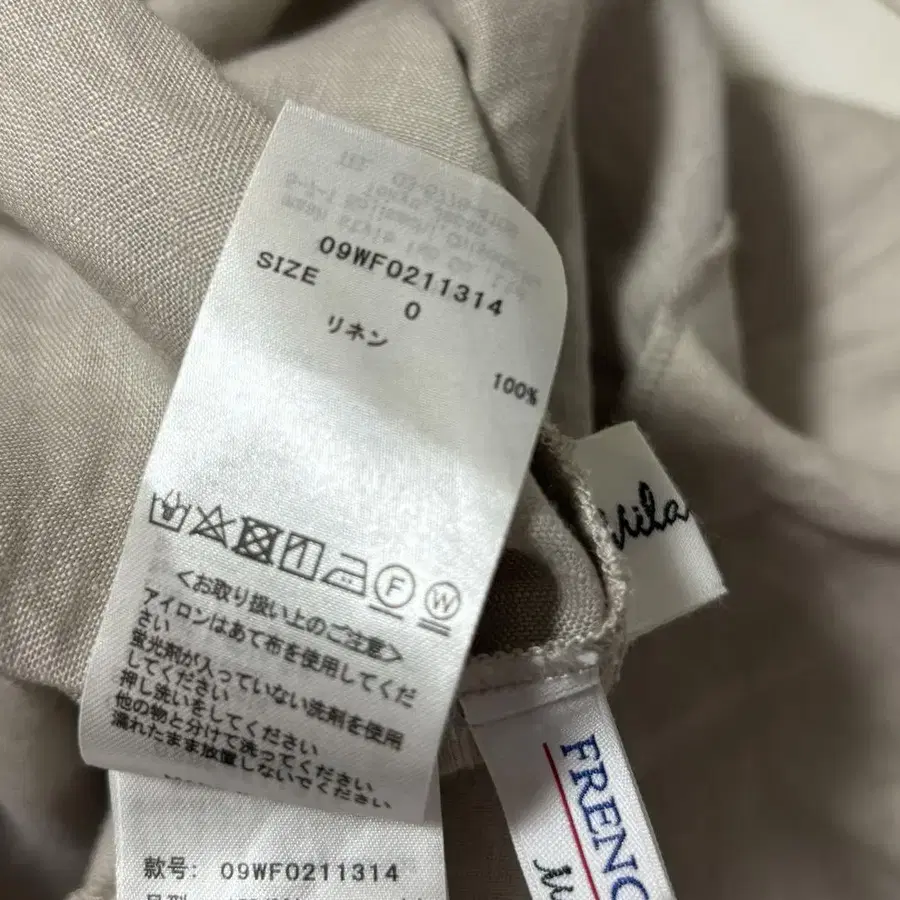 09WF0211314
SIZE 0
リネン
100%
F W
<お取り扱い上のご注意>
アイロンはあて布を使用してくだ
さい
蛍光剤が入っていない洗剤を使用
してください
押し洗いをしてください
他の物と分けて洗ってください
濡れたまま放置しないでください
款号: 09WF0211314
Mila
FRENC